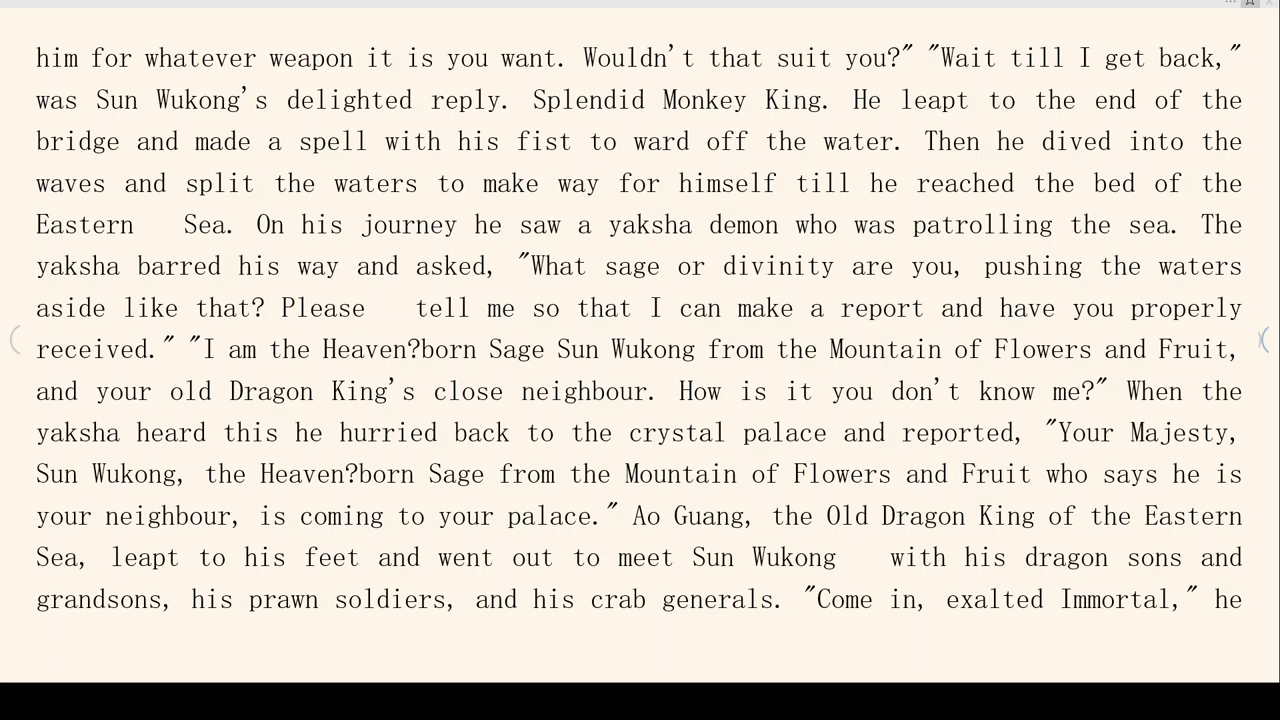 him for whatever weapon it is you want. Wouldn't that suit you?" "Wait till I get back,"
was Sun Wukong's delighted reply. Splendid Monkey King. He leapt to the end of the
bridge and made a spell with his fist to ward off the water. Then he dived into the
waves and split the waters to make way for himself till he reached the bed of the
Eastern Sea. On his journey he saw a yaksha demon who was patrolling the sea. The
yaksha barred his way and asked, "What sage or divinity are you, pushing the waters
aside like that? Please tell me so that I can make a report and have you properly
received." "I am the Heaven?born Sage Sun Wukong from the Mountain of Flowers and Fruit,
and your old Dragon King's close neighbour. How is it you don't know me?" When the
yaksha heard this he hurried back to the crystal palace and reported, "Your Majesty,
Sun Wukong, the Heaven?born Sage from the Mountain of Flowers and Fruit who says he is
your neighbour, is coming to your palace." Ao Guang, the Old Dragon King of the Eastern
Sea, leapt to his feet and went out to meet Sun Wukong with his dragon sons and
grandsons, his prawn soldiers, and his crab generals. "Come in, exalted Immortal," he